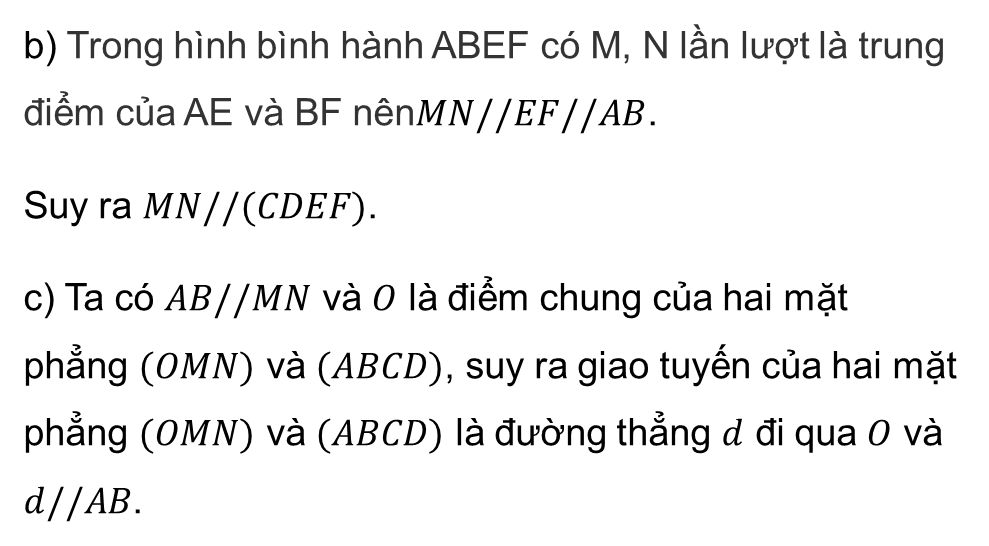 b) Trong hình bình hành ABEF có M, N lần lượt là trung
điểm của AE và BF nên𝑀𝑁//𝐸𝐹//𝐴𝐵.
Suy ra 𝑀𝑁//(𝐶𝐷𝐸𝐹).
c) Ta có 𝐴𝐵//𝑀𝑁 và 𝑂 là điểm chung của hai mặt
phẳng (𝑂𝑀𝑁) và (𝐴𝐵𝐶𝐷), suy ra giao tuyến của hai mặt
phẳng (𝑂𝑀𝑁) và (𝐴𝐵𝐶𝐷) là đường thẳng 𝑑 đi qua 𝑂 và
𝑑//𝐴𝐵.